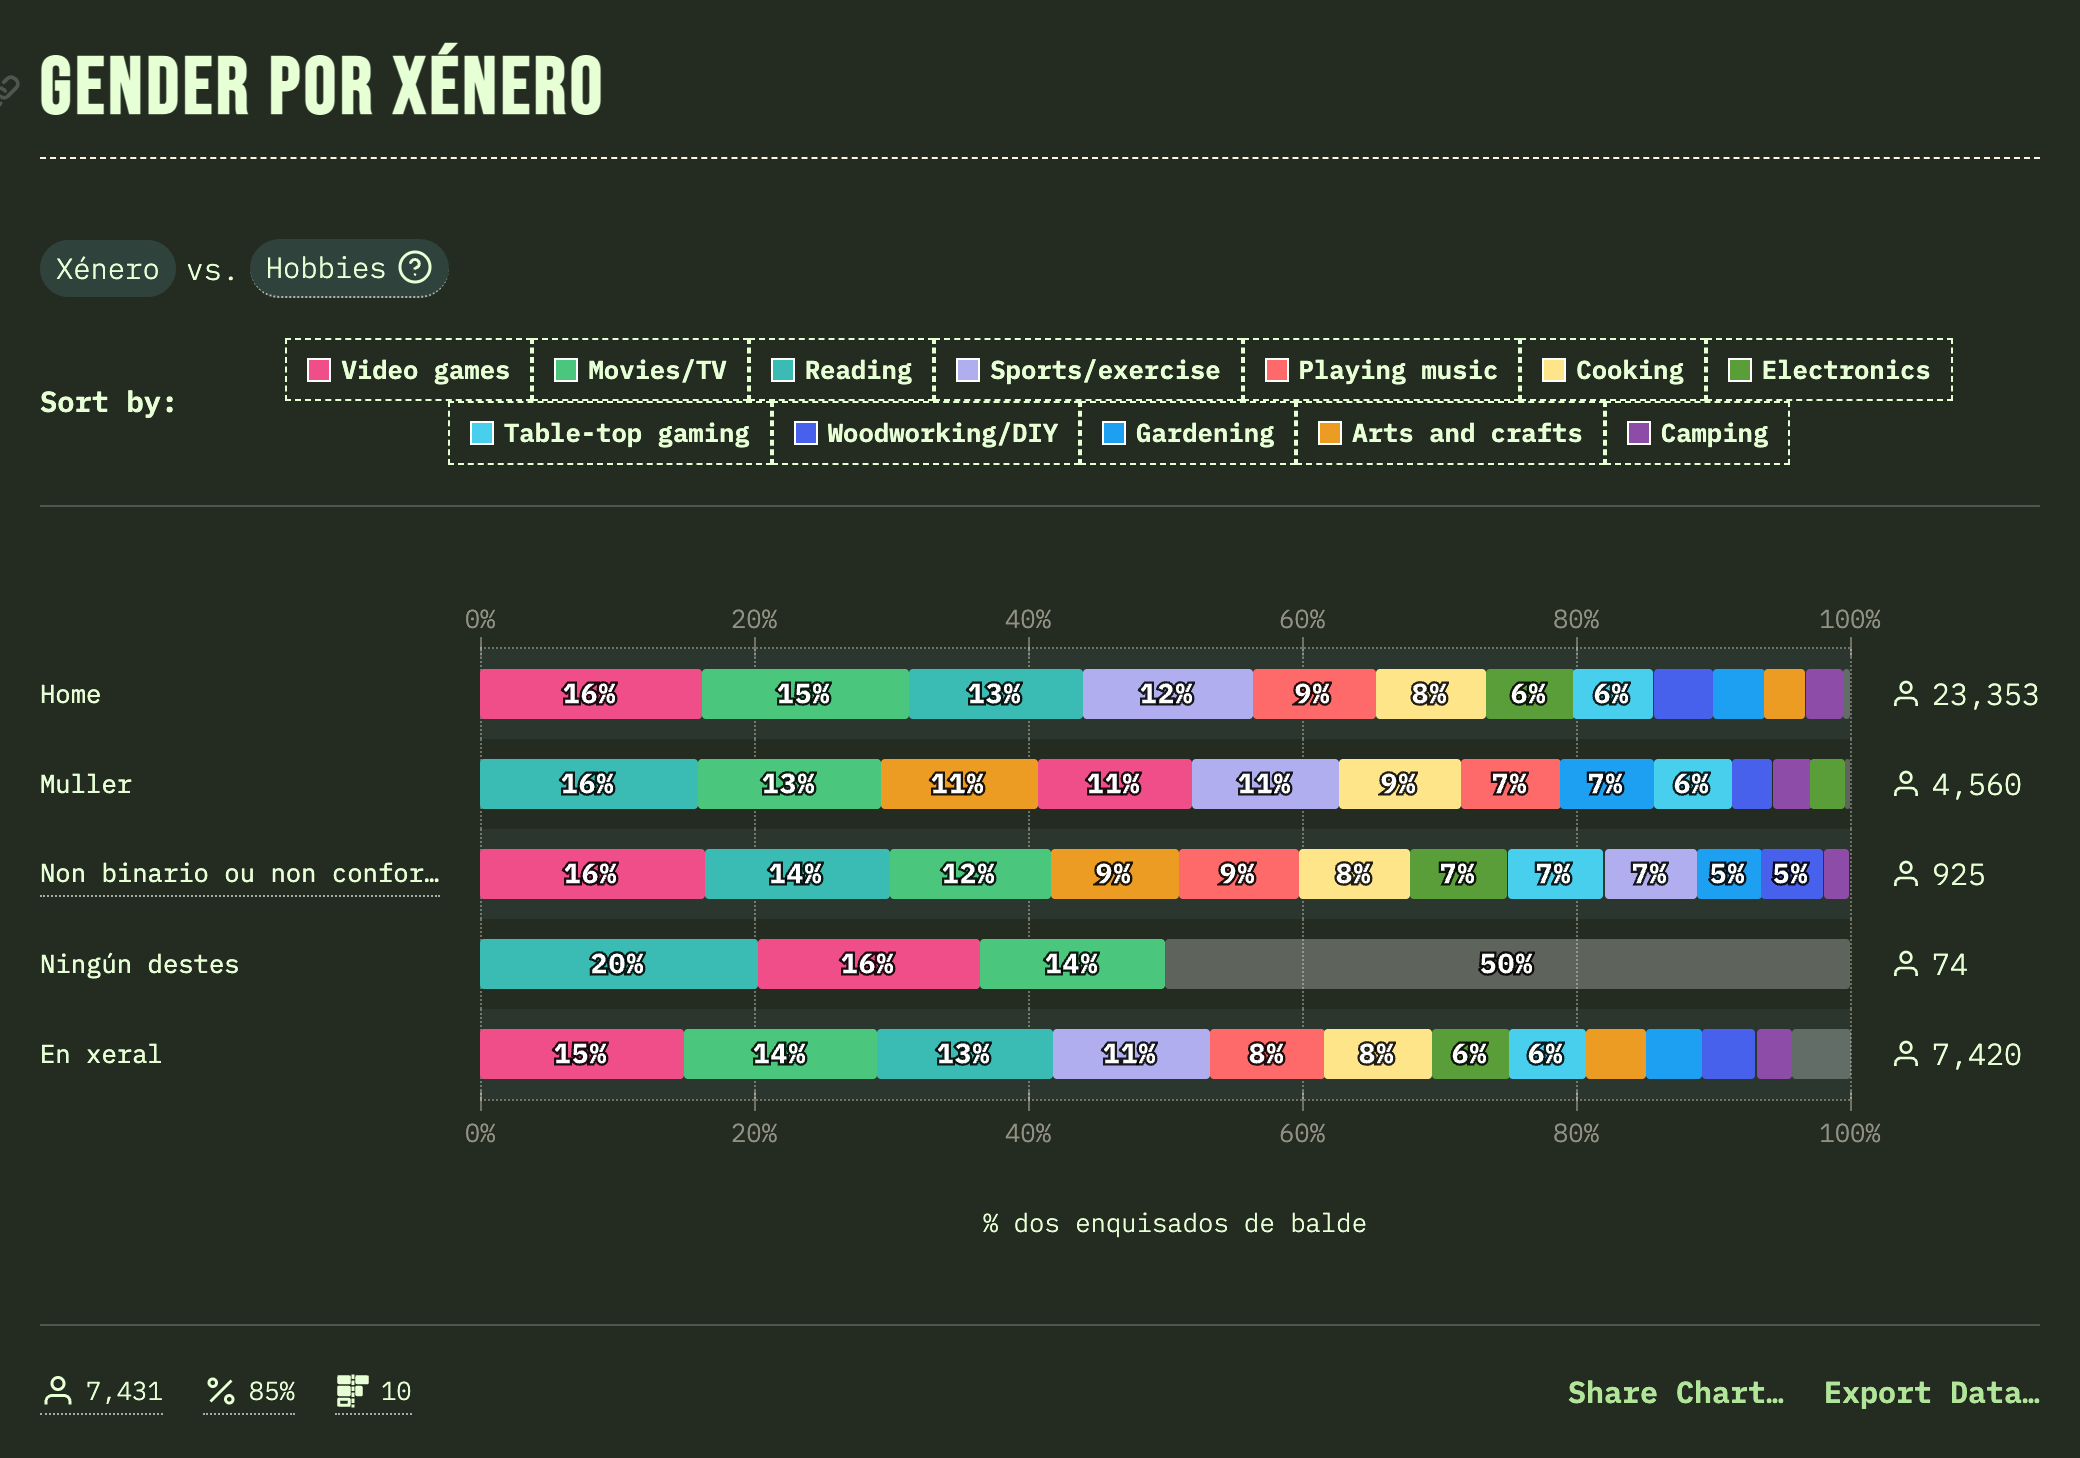 GENDER POR XÉNERO
Xénero vs. Hobbies
Sort by:
Video games Movies/TV Reading Sports/exercise Playing music Cooking Electronics
Table-top gaming Woodworking/DIY Gardening Arts and crafts Camping
0% 20% 40% 60% 80% 100%
Home 16% 15% 13% 12% 9% 8% 6% 6% 23,353
Muller 16% 13% 11% 11% 11% 9% 7% 7% 6% 4,560
Non binario ou non confor… 16% 14% 12% 9% 9% 8% 7% 7% 7% 5% 5% 925
Ningún destes 20% 16% 14% 50% 74
En xeral 15% 14% 13% 11% 8% 8% 6% 6% 7,420
0% 20% 40% 60% 80% 100%
% dos enquisados de balde
7,431 85% 10 Share Chart… Export Data…